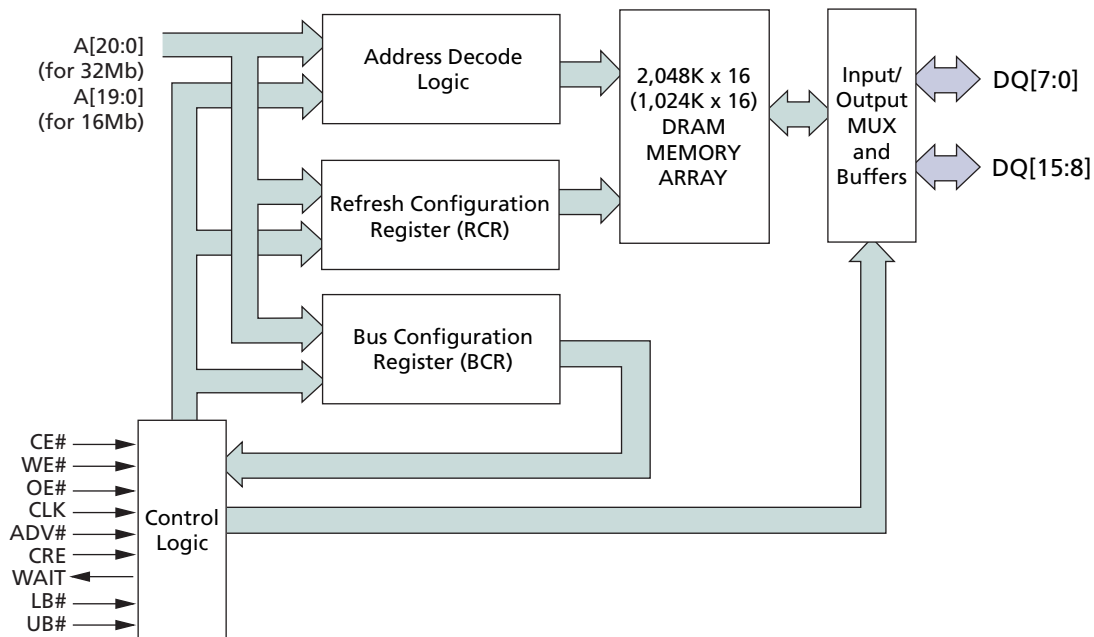 A[20:0]
(for 32Mb)
A[19:0]
(for 16Mb)
Address Decode
Logic
2,048K x 16
(1,024K x 16)
DRAM
MEMORY
ARRAY
Input/
Output
MUX
and
Buffers
DQ[7:0]
DQ[15:8]
Refresh Configuration
Register (RCR)
Bus Configuration
Register (BCR)
CE#
WE#
OE#
CLK
ADV#
CRE
WAIT
LB#
UB#
Control
Logic